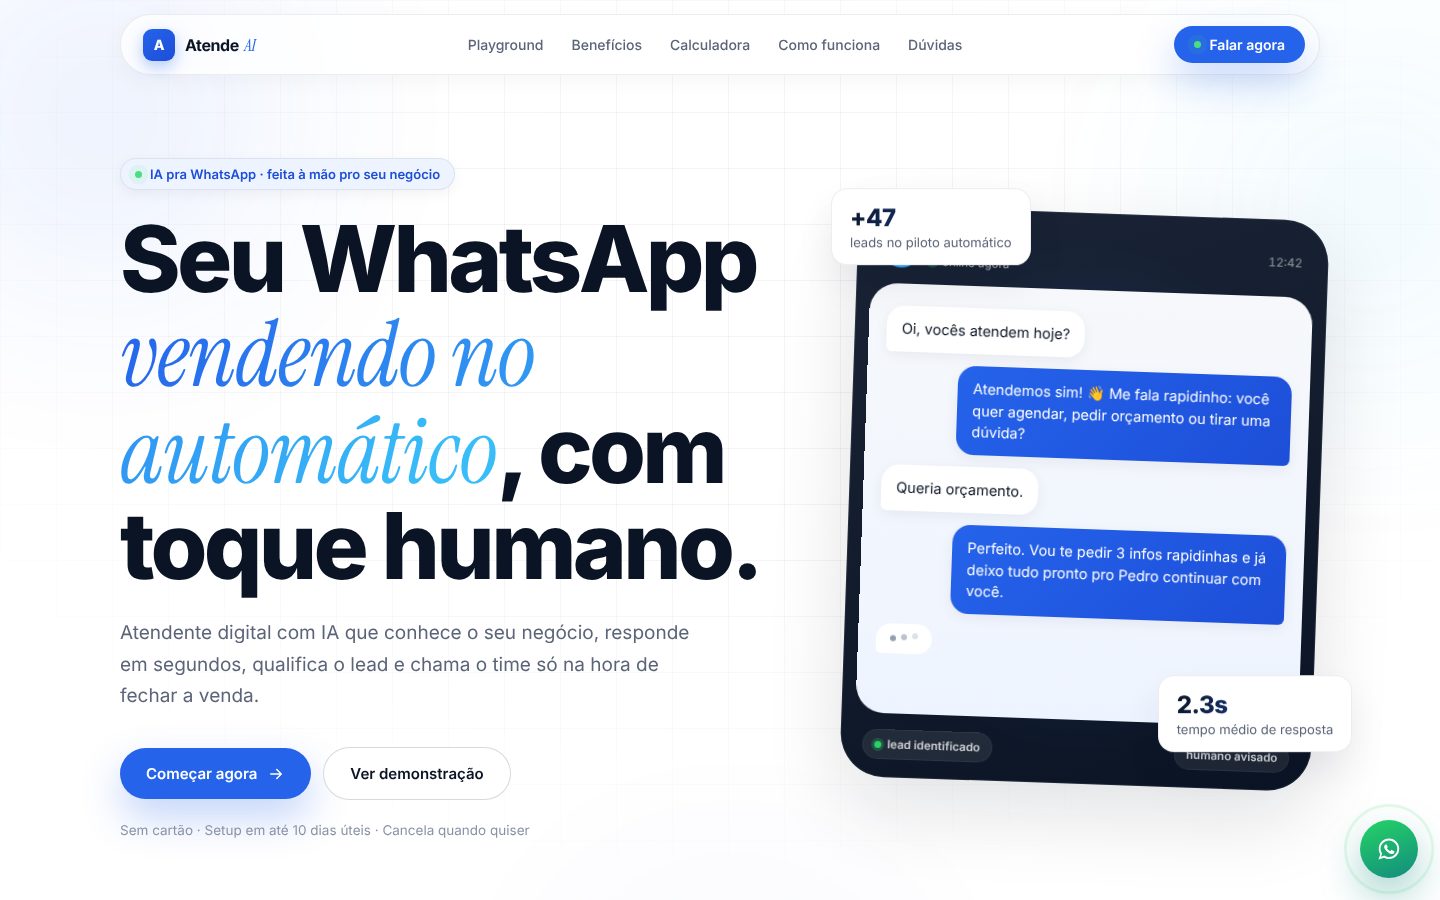 A
Atende AI
Playground
Benefícios
Calculadora
Como funciona
Dúvidas
Falar agora
IA pra WhatsApp · feita à mão pro seu negócio
Seu WhatsApp
vendendo no
automático, com
toque humano.
Atendente digital com IA que conhece o seu negócio, responde
em segundos, qualifica o lead e chama o time só na hora de
fechar a venda.
Começar agora →
Ver demonstração
Sem cartão · Setup em até 10 dias úteis · Cancela quando quiser
+47
leads no piloto automático
online agora
12:42
Oi, vocês atendem hoje?
Atendemos sim! 👋 Me fala rapidinho: você
quer agendar, pedir orçamento ou tirar uma
dúvida?
Queria orçamento.
Perfeito. Vou te pedir 3 infos rapidinhas e já
deixo tudo pronto pro Pedro continuar com
você.
2.3s
tempo médio de resposta
lead identificado
humano avisado